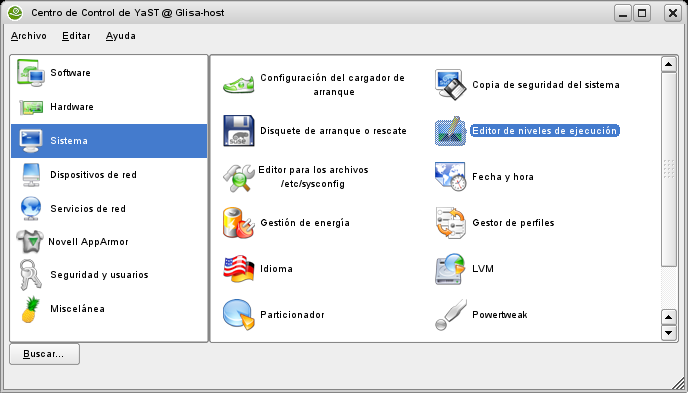 Centro de Control de YaST @ Glisa-host
Archivo Editar Ayuda
Software
Hardware
Sistema
Dispositivos de red
Servicios de red
Novell AppArmor
Seguridad y usuarios
Miscelánea
Configuración del cargador de
arranque
Copia de seguridad del sistema
Disquete de arranque o rescate
Editor de niveles de ejecución
Editor para los archivos
/etc/sysconfig
Fecha y hora
Gestión de energía
Gestor de perfiles
Idioma
LVM
Particionador
Powertweak
Buscar...